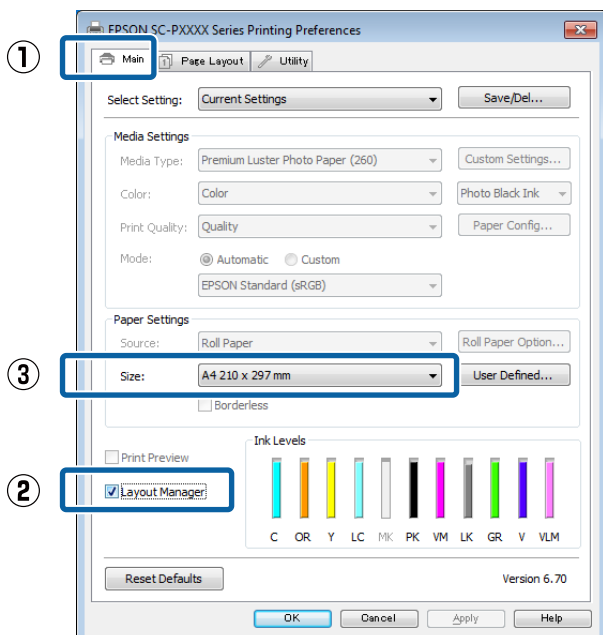 EPSON SC-PXXXX Series Printing Preferences
①
Main
Page Layout
Utility
Select Setting:
Current Settings
Save/Del...
Media Settings
Media Type:
Premium Luster Photo Paper (260)
Custom Settings...
Color:
Color
Photo Black Ink
Print Quality:
Quality
Paper Config...
Mode:
Automatic
Custom
EPSON Standard (sRGB)
Paper Settings
Source:
Roll Paper
Roll Paper Option...
③
Size:
A4 210 x 297 mm
User Defined...
Borderless
Print Preview
Ink Levels
②
Layout Manager
C OR Y LC MK PK VM LK GR V VLM
Reset Defaults
Version 6.70
OK
Cancel
Apply
Help